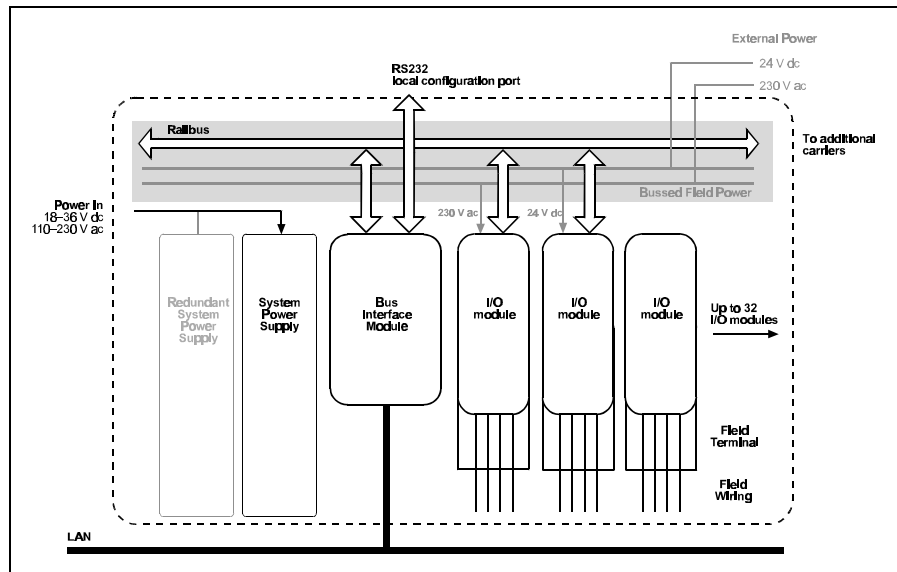 External Power
24 V dc
230 V ac
RS232
local configuration port
Railbus
To additional
carriers
Bussed Field Power
Power In
18–36 V dc
110–230 V ac
230 V ac
24 V dc
Redundant
System
Power
Supply
System
Power
Supply
Bus
Interface
Module
I/O
module
I/O
module
I/O
module
Up to 32
I/O modules
Field
Terminal
Field
Wiring
LAN